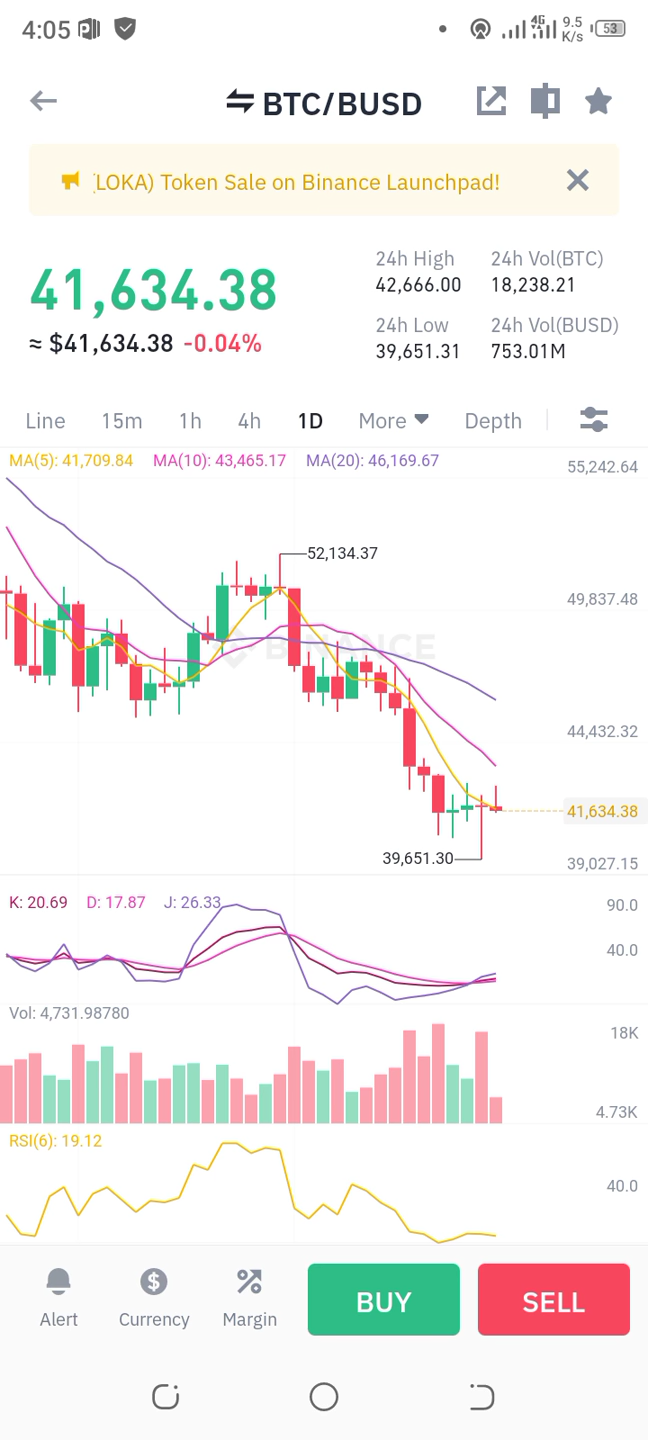 4:05
4G
9.5
K/s
53
BTC/BUSD
(LOKA) Token Sale on Binance Launchpad!
41,634.38
≈ $41,634.38 -0.04%
24h High
42,666.00
24h Vol(BTC)
18,238.21
24h Low
39,651.31
24h Vol(BUSD)
753.01M
Line 15m 1h 4h 1D More Depth
MA(5): 41,709.84 MA(10): 43,465.17 MA(20): 46,169.67
55,242.64
52,134.37
49,837.48
BINANCE
44,432.32
41,634.38
39,651.30
39,027.15
K: 20.69 D: 17.87 J: 26.33
90.0
40.0
Vol: 4,731.98780
18K
4.73K
RSI(6): 19.12
40.0
Alert Currency Margin
BUY
SELL